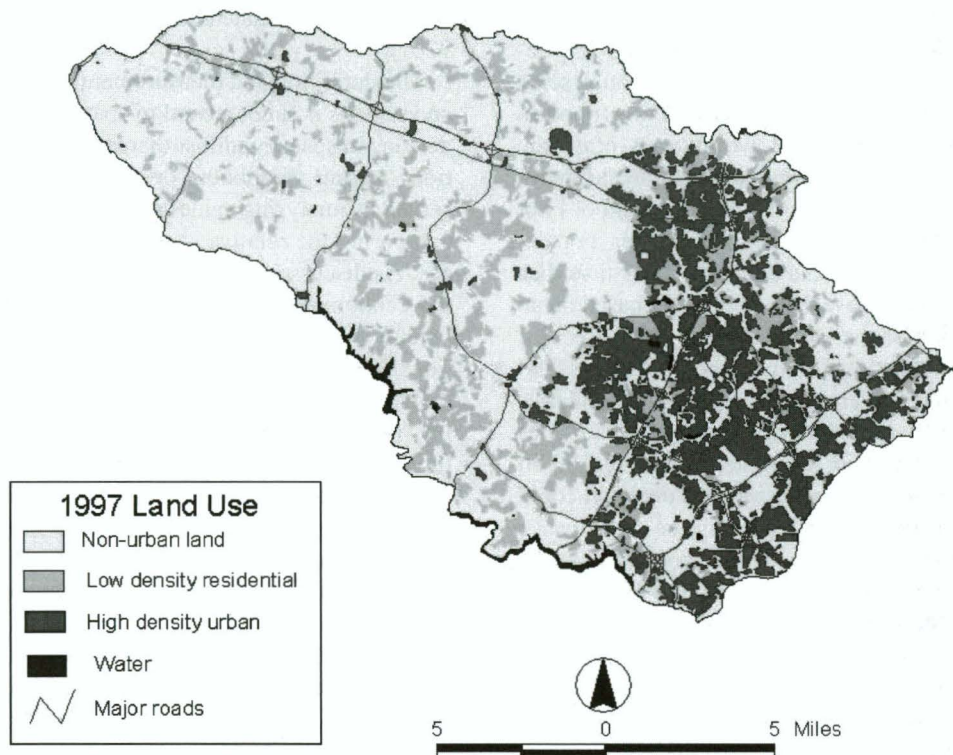 1997 Land Use
Non-urban land
Low density residential
High density urban
Water
Major roads
5 0 5 Miles